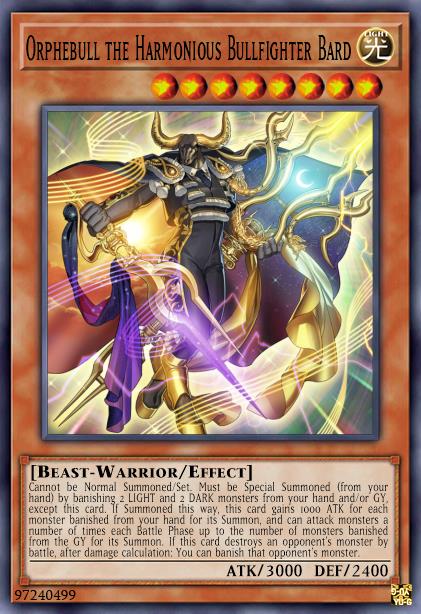 Orphebull the Harmonious Bullfighter Bard
LIGHT
光
[Beast-Warrior/Effect]
Cannot be Normal Summoned/Set. Must be Special Summoned (from your
hand) by banishing 2 LIGHT and 2 DARK monsters from your hand and/or GY,
except this card. If Summoned this way, this card gains 1000 ATK for each
monster banished from your hand for its Summon, and can attack monsters a
number of times each Battle Phase up to the number of monsters banished
from the GY for its Summon. If this card destroys an opponent's monster by
battle, after damage calculation: You can banish that opponent's monster.
ATK/3000 DEF/2400
97240499